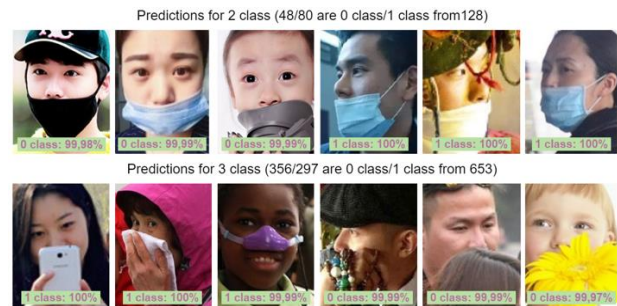 Predictions for 2 class (48/80 are 0 class/1 class from128)
0 class: 99,98%
0 class: 99,99%
0 class: 99,99%
1 class: 100%
1 class: 100%
1 class: 100%
Predictions for 3 class (356/297 are 0 class/1 class from 653)
1 class: 100%
1 class: 100%
1 class: 99,99%
0 class: 99,99%
0 class: 99,99%
0 class: 99,97%